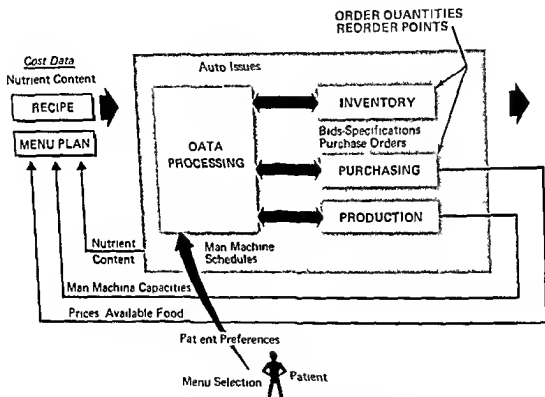 ORDER QUANTITIES
REORDER POINTS
Cost Data
Nutrient Content
RECIPE
MENU PLAN
Auto Issues
DATA
PROCESSING
INVENTORY
Bids-Specifications
Purchase Orders
PURCHASING
PRODUCTION
Man Machine
Schedules
Nutrient
Content
Man Machina Capacities
Prices Available Food
Pat ent Preferences
Menu Selection
Patient